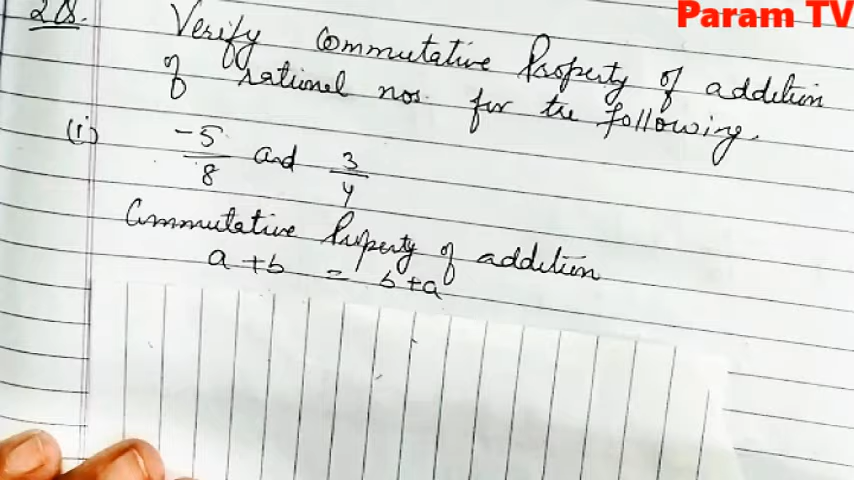 Param TV
2Q.
Verify Commutative Property of addition
of rational nos. for the following.
(i) -5/8 and 3/4
Commutative Property of addition
a + b = b + a